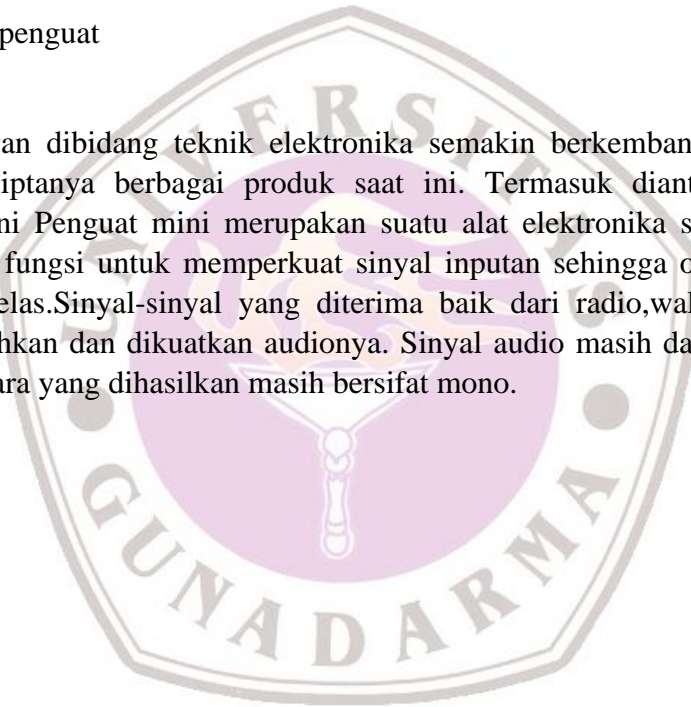 penguat
an dibidang teknik elektronika semakin berkemban
iptanya berbagai produk saat ini. Termasuk diant
ni Penguat mini merupakan suatu alat elektronika s
fungsi untuk memperkuat sinyal inputan sehingga o
elas.Sinyal-sinyal yang diterima baik dari radio,wal
hkan dan dikuatkan audionya. Sinyal audio masih da
ara yang dihasilkan masih bersifat mono.
UNIVERSITAS
GUNADARMA